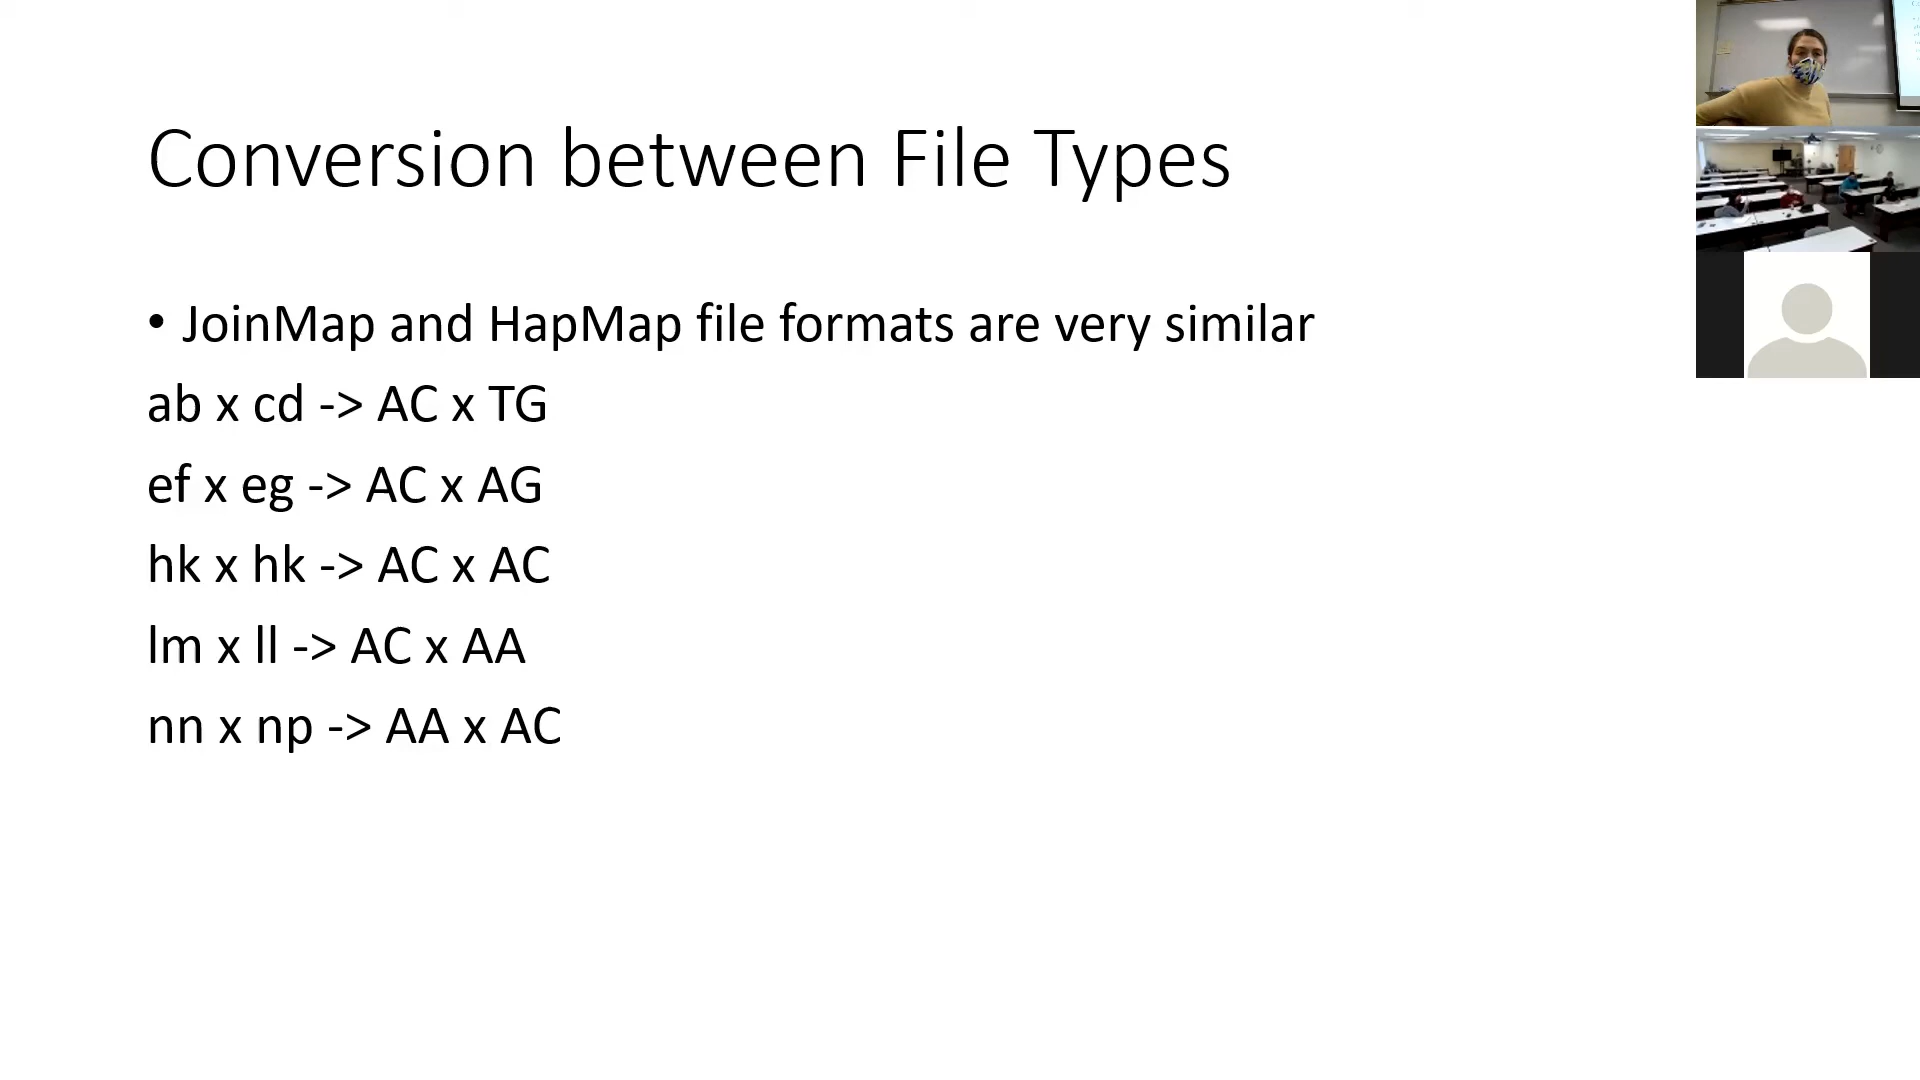 Conversion between File Types
• JoinMap and HapMap file formats are very similar
ab x cd -> AC x TG
ef x eg -> AC x AG
hk x hk -> AC x AC
lm x ll -> AC x AA
nn x np -> AA x AC